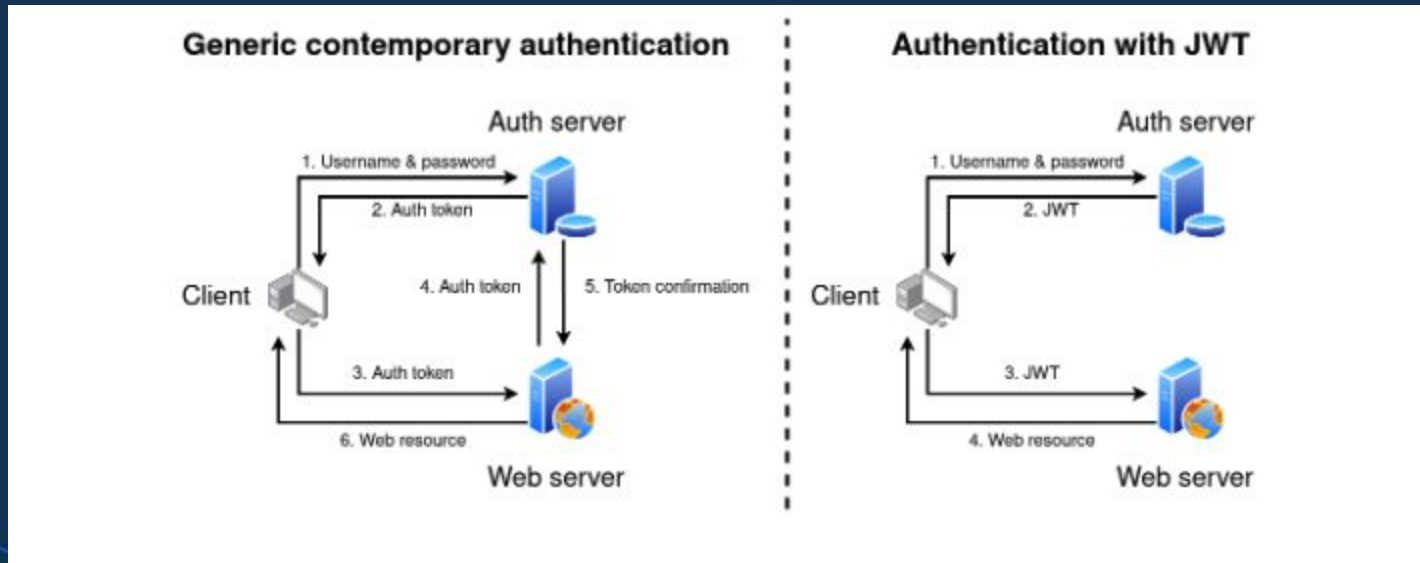 Generic contemporary authentication
Auth server
1. Username & password
2. Auth token
Client
4. Auth token
5. Token confirmation
3. Auth token
6. Web resource
Web server
Authentication with JWT
Auth server
1. Username & password
2. JWT
Client
3. JWT
4. Web resource
Web server